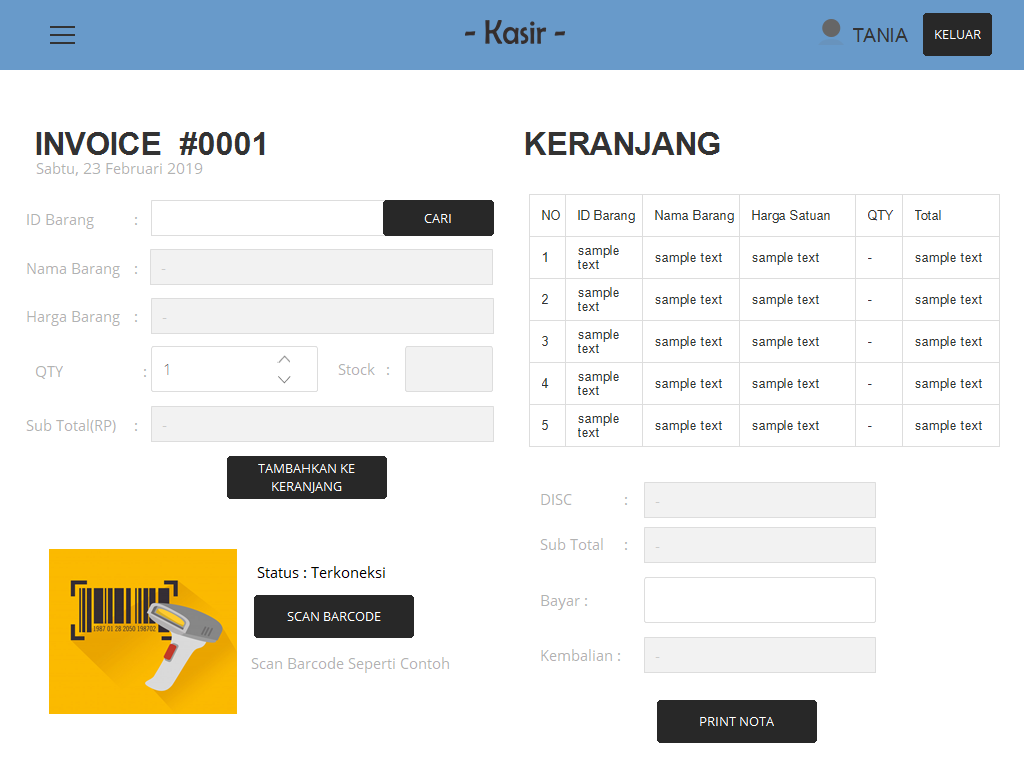 - Kasir -
TANIA
KELUAR
INVOICE #0001
Sabtu, 23 Februari 2019
ID Barang :
CARI
Nama Barang : -
Harga Barang : -
QTY : 1
Stock :
Sub Total(RP) : -
TAMBAHKAN KE
KERANJANG
1987 01 28 2050 198702
Status : Terkoneksi
SCAN BARCODE
Scan Barcode Seperti Contoh
KERANJANG
NO ID Barang Nama Barang Harga Satuan QTY Total
1 sample text sample text sample text - sample text
2 sample text sample text sample text - sample text
3 sample text sample text sample text - sample text
4 sample text sample text sample text - sample text
5 sample text sample text sample text - sample text
DISC : -
Sub Total : -
Bayar :
Kembalian : -
PRINT NOTA